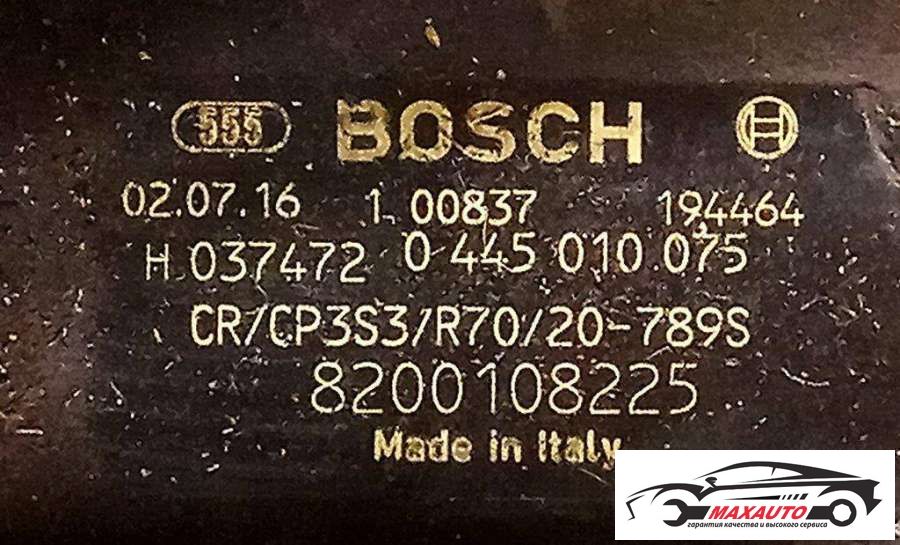 555 BOSCH
02.07.16 1 00837 194464
H 037472 0 445 010 075
CR/CP3S3/R70/20-789S
8200108225
Made in Italy
MAXAUTO
гарантия качества и высокого сервиса